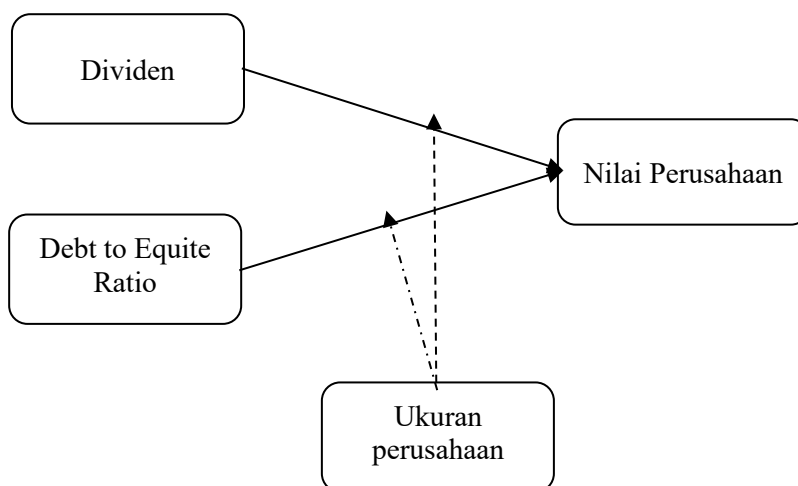 Dividen
Nilai Perusahaan
Debt to Equite
Ratio
Ukuran
perusahaan